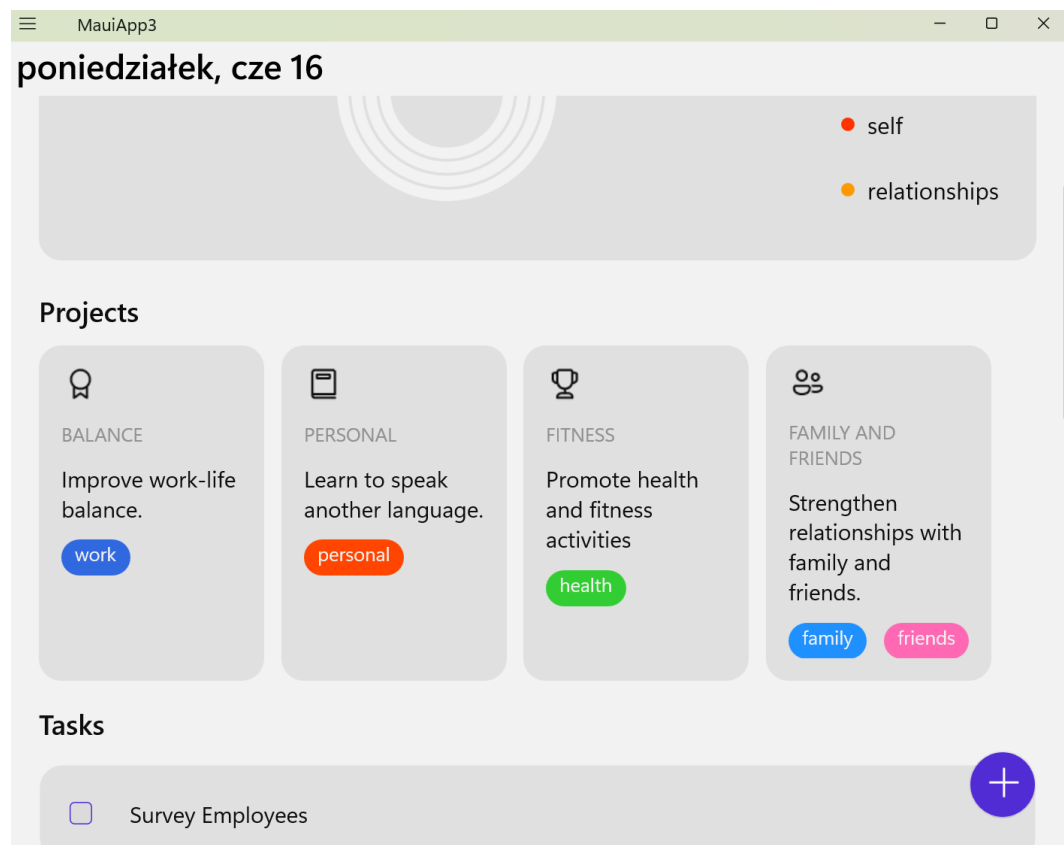 MauiApp3
poniedziałek, cze 16
self
relationships
Projects
BALANCE
Improve work-life
balance.
work
PERSONAL
Learn to speak
another language.
personal
FITNESS
Promote health
and fitness
activities
health
FAMILY AND
FRIENDS
Strengthen
relationships with
family and
friends.
family
friends
Tasks
Survey Employees